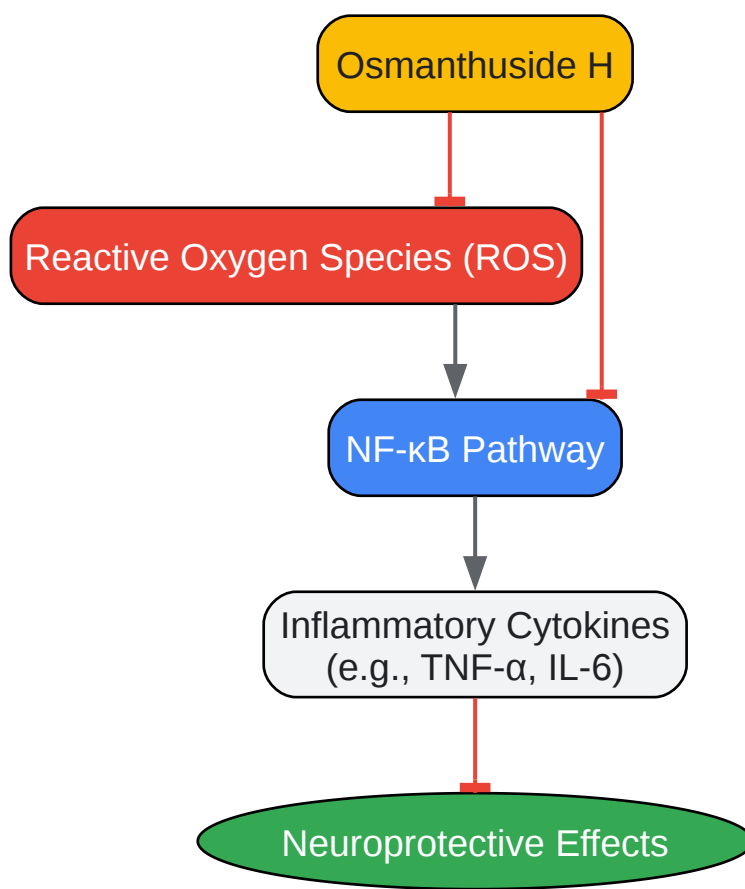 Osmanthuside H
Reactive Oxygen Species (ROS)
NF-κB Pathway
Inflammatory Cytokines
(e.g., TNF-α, IL-6)
Neuroprotective Effects